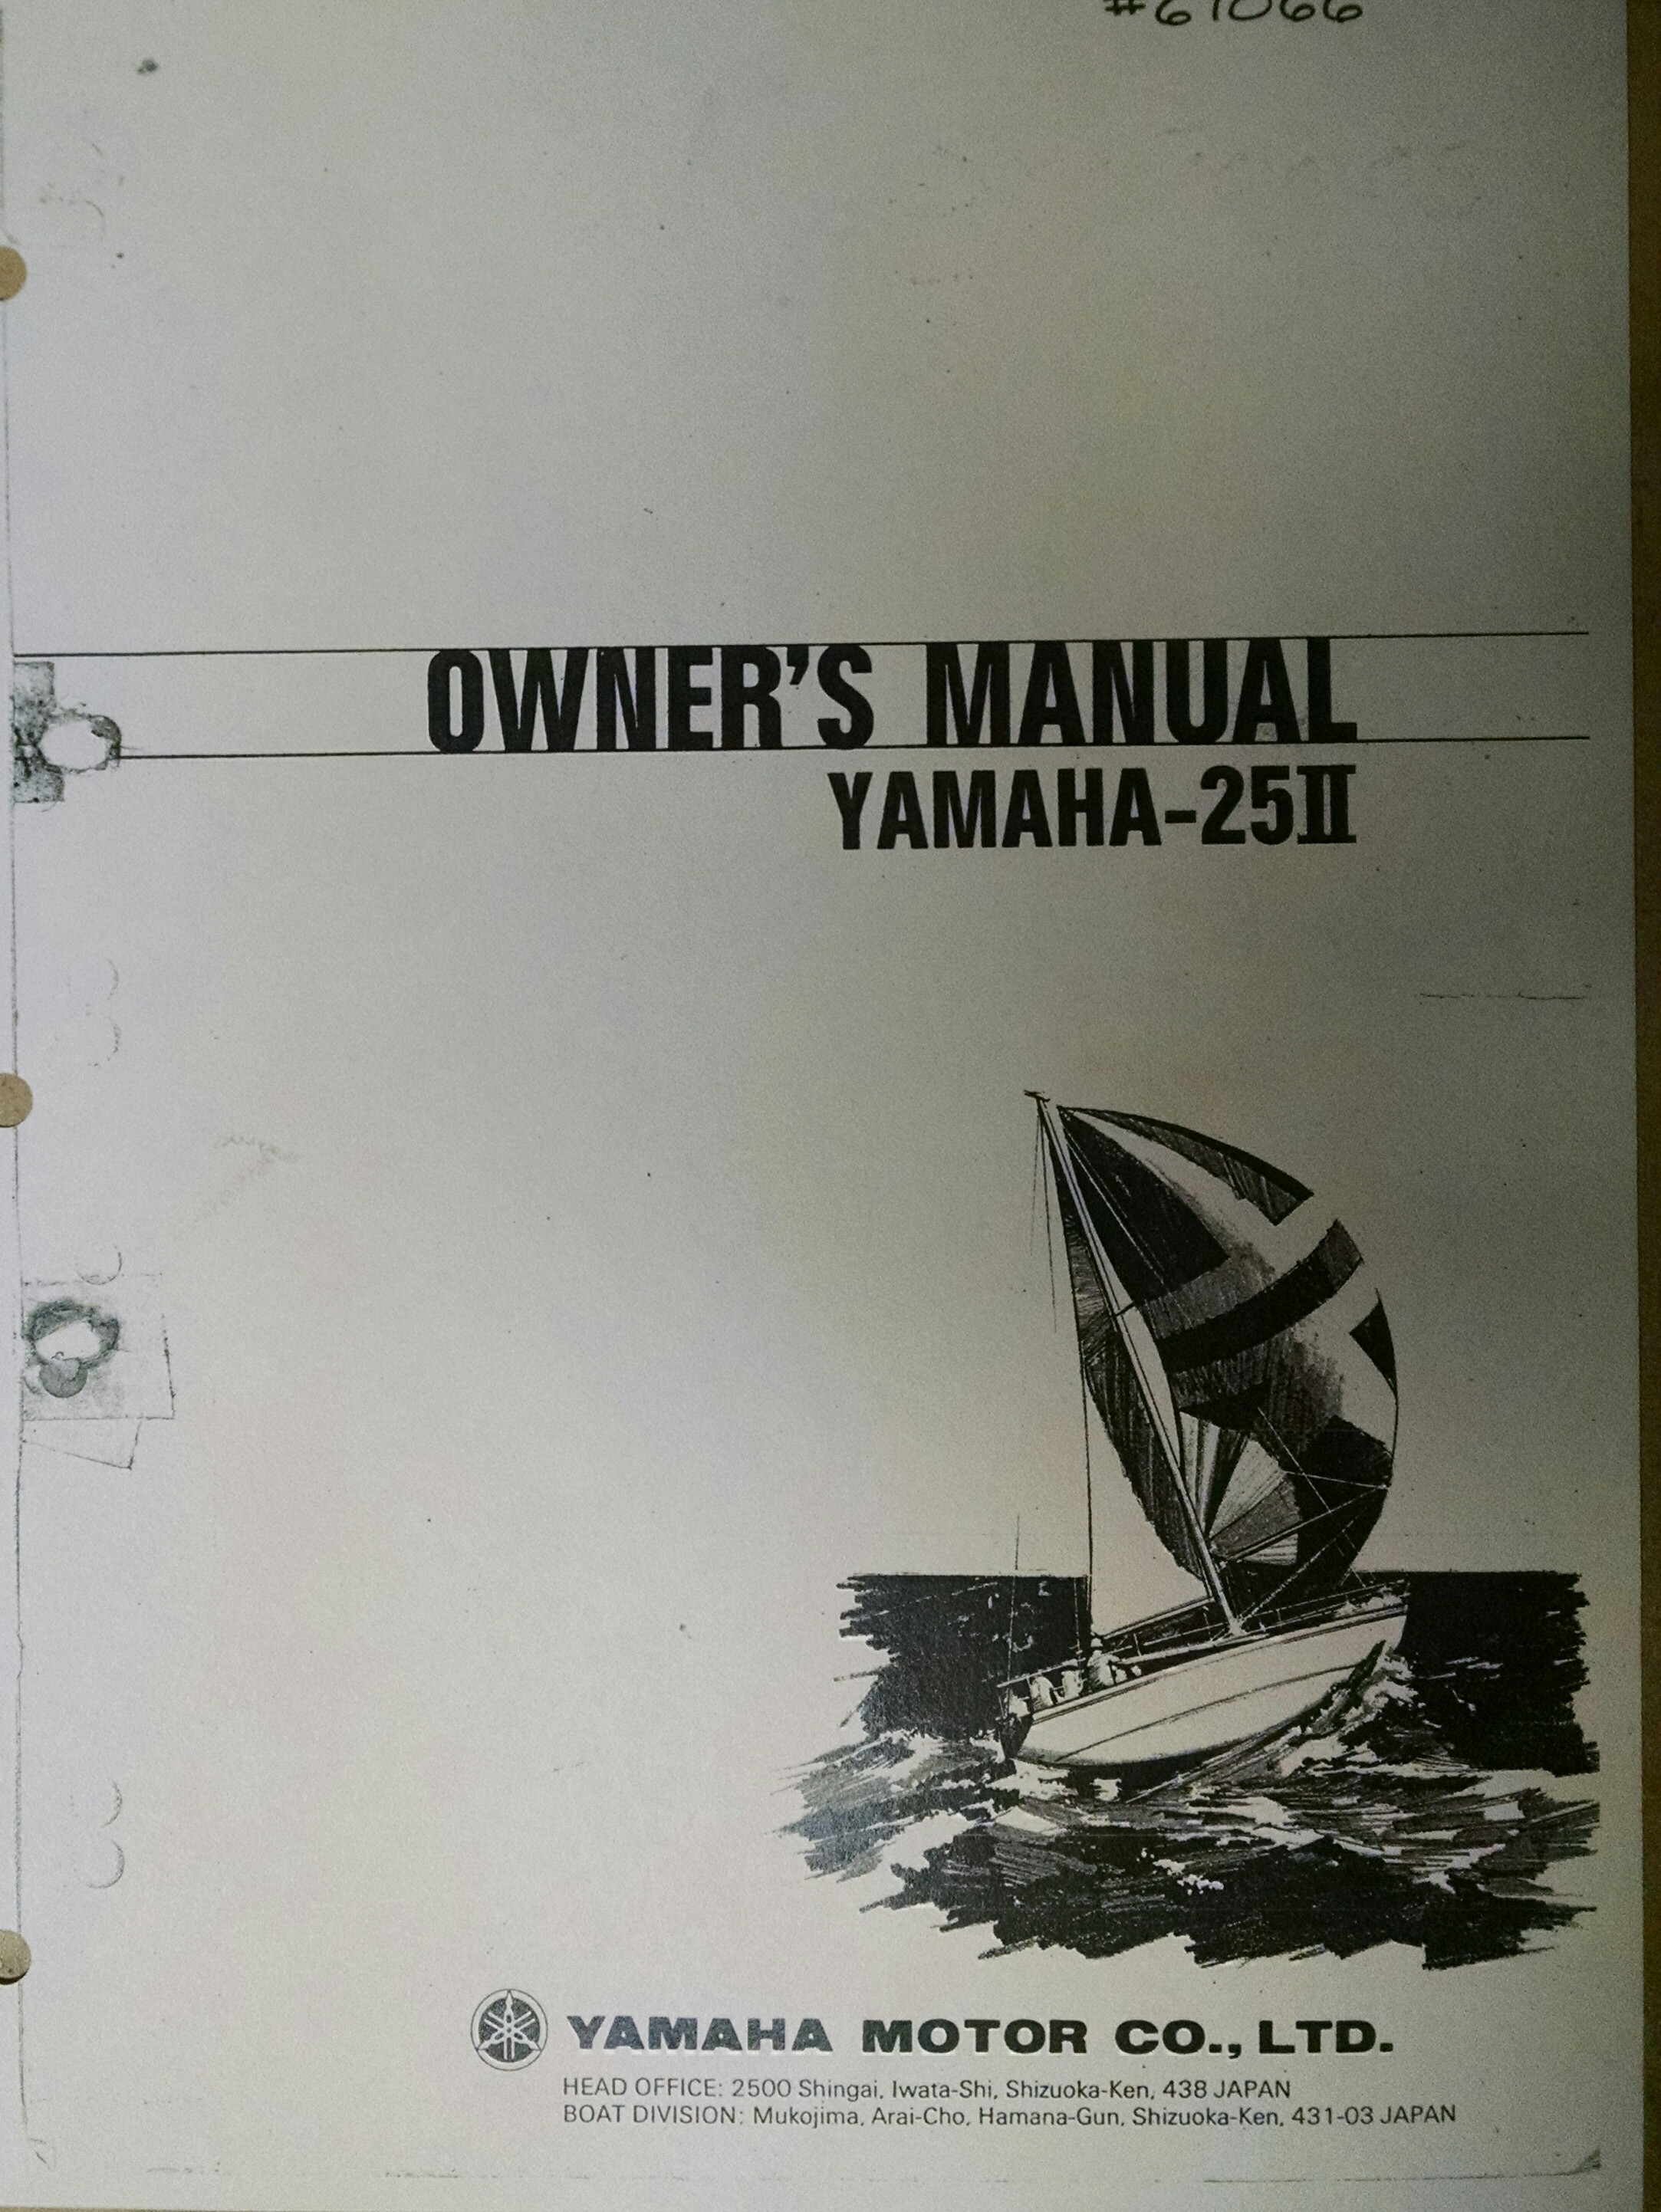 #61066
OWNER'S MANUAL
YAMAHA-25II
YAMAHA MOTOR CO., LTD.
HEAD OFFICE: 2500 Shingai, Iwata-Shi, Shizuoka-Ken, 438 JAPAN
BOAT DIVISION: Mukojima, Arai-Cho, Hamana-Gun, Shizuoka-Ken, 431-03 JAPAN